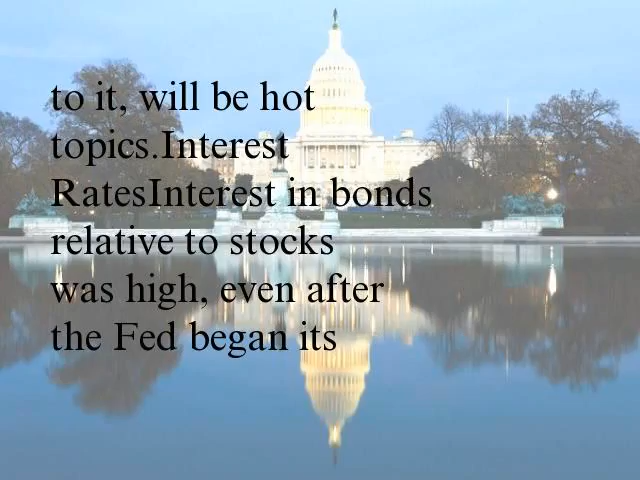 to it, will be hot
topics.Interest
RatesInterest in bonds
relative to stocks
was high, even after
the Fed began its